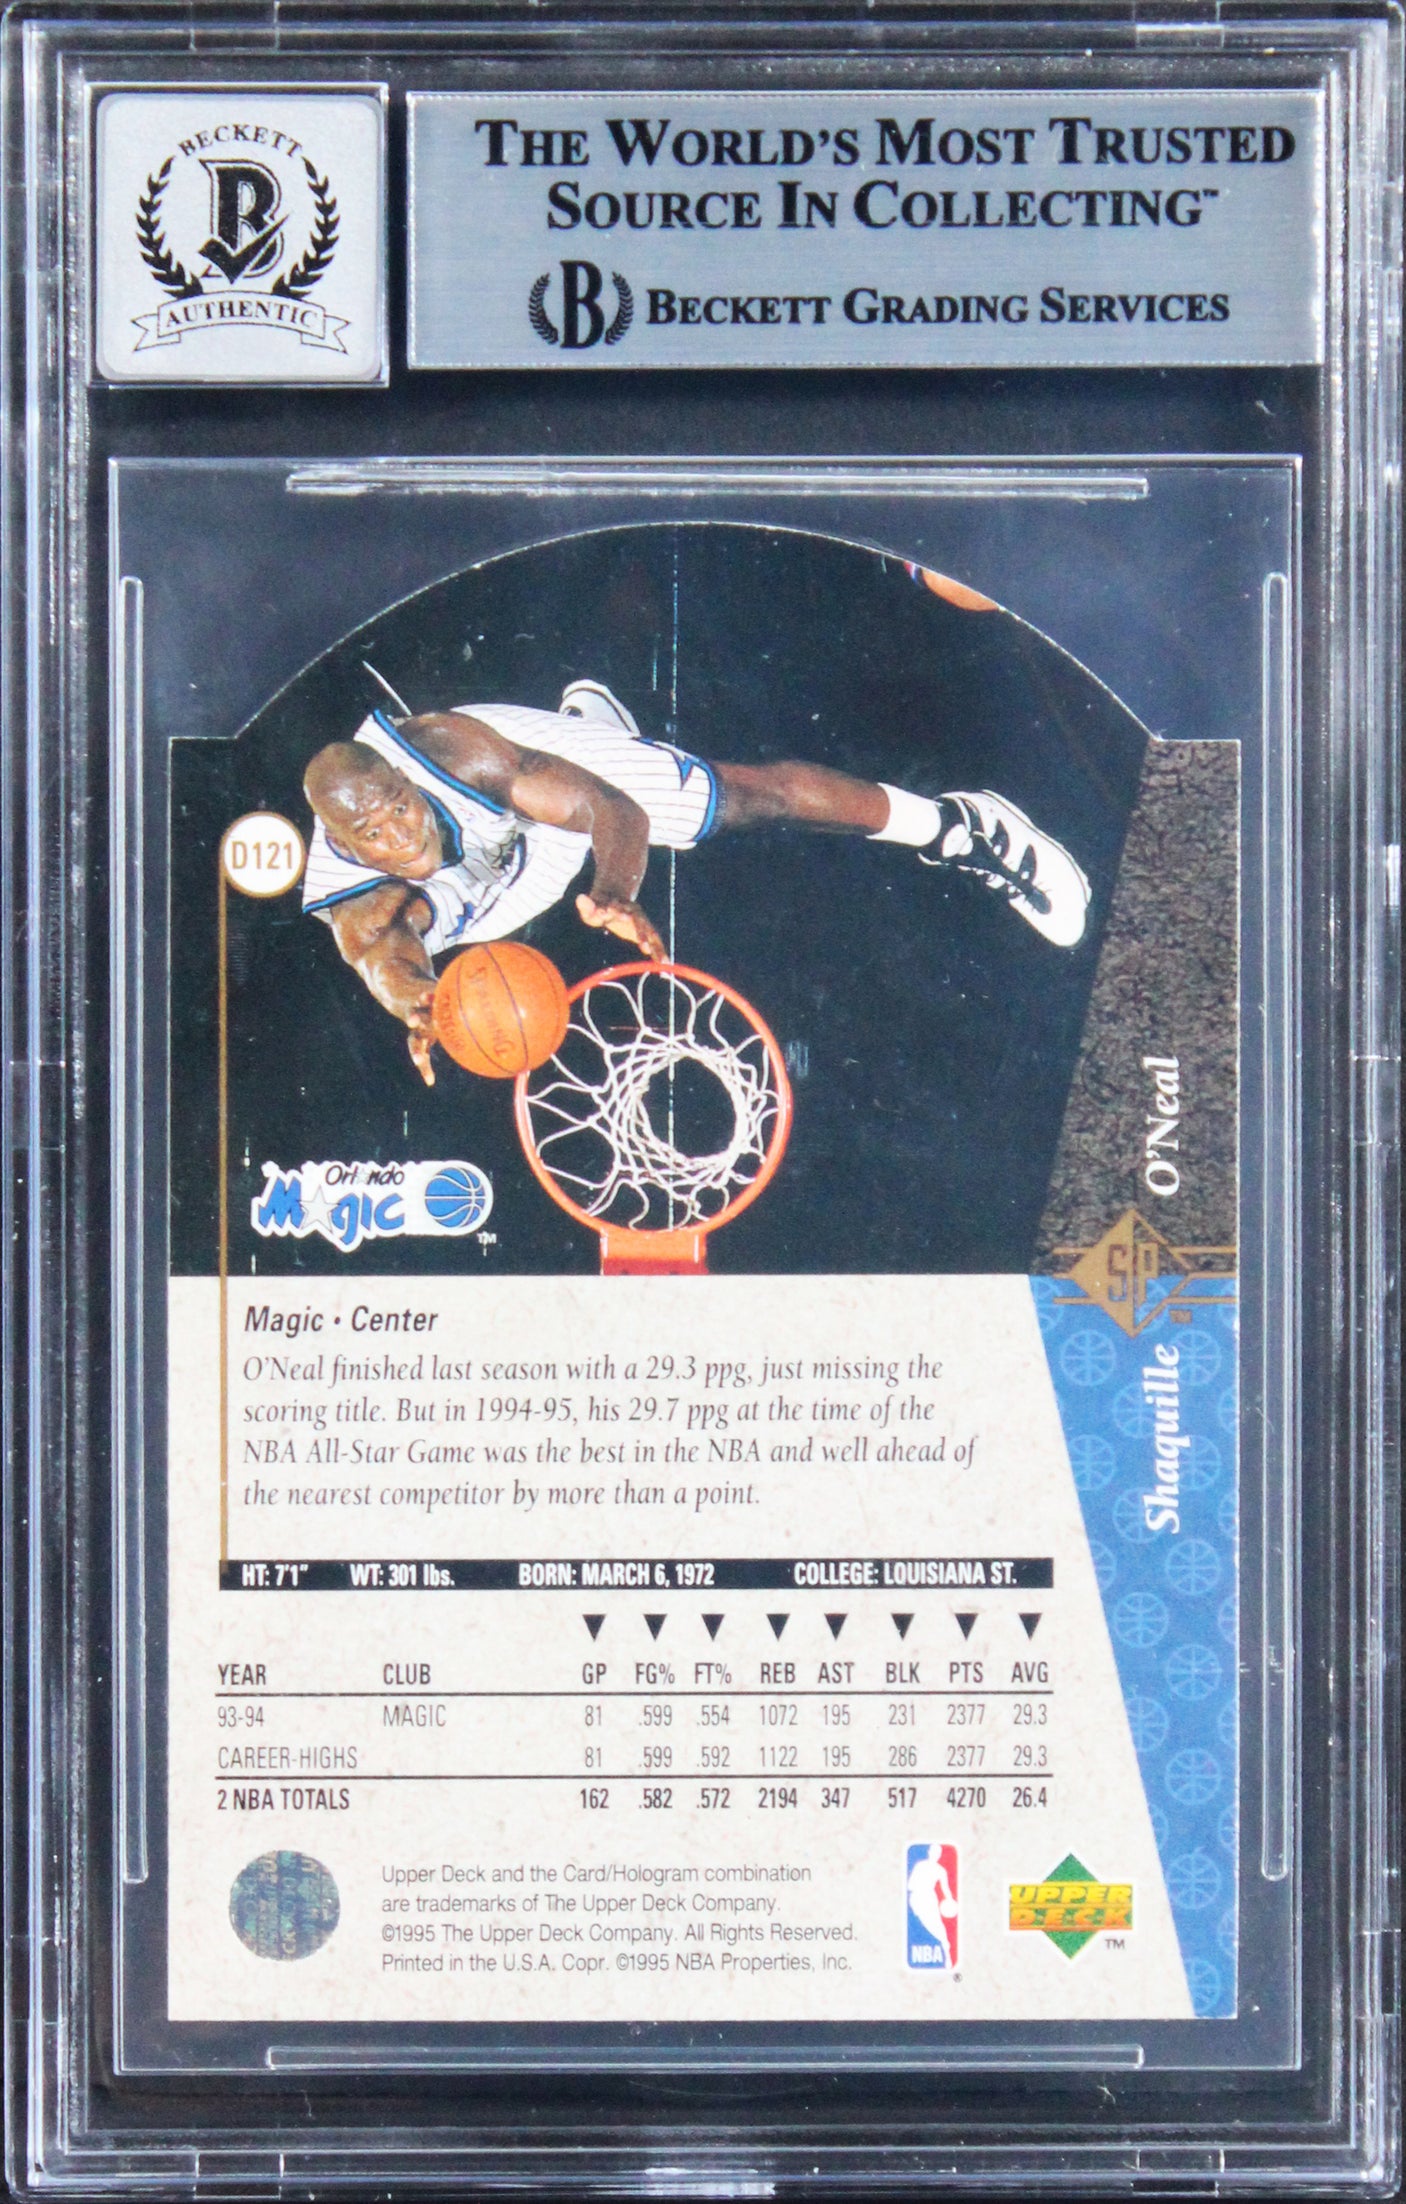 BECKETT
B
AUTHENTIC
THE WORLD'S MOST TRUSTED
SOURCE IN COLLECTING™
B BECKETT GRADING SERVICES
D121
SPALDING
Orlando
MAGIC
TM
Shaquille O'Neal
SP
TM
Magic • Center
O'Neal finished last season with a 29.3 ppg, just missing the
scoring title. But in 1994-95, his 29.7 ppg at the time of the
NBA All-Star Game was the best in the NBA and well ahead of
the nearest competitor by more than a point.
HT: 7'1" WT: 301 lbs. BORN: MARCH 6, 1972 COLLEGE: LOUISIANA ST.
YEAR CLUB GP FG% FT% REB AST BLK PTS AVG
93-94 MAGIC 81 .599 .554 1072 195 231 2377 29.3
CAREER-HIGHS 81 .599 .592 1122 195 286 2377 29.3
2 NBA TOTALS 162 .582 .572 2194 347 517 4270 26.4
Upper Deck and the Card/Hologram combination
are trademarks of The Upper Deck Company.
©1995 The Upper Deck Company. All Rights Reserved.
Printed in the U.S.A. Copr. ©1995 NBA Properties, Inc.
NBA
®
UPPER
DECK
TM